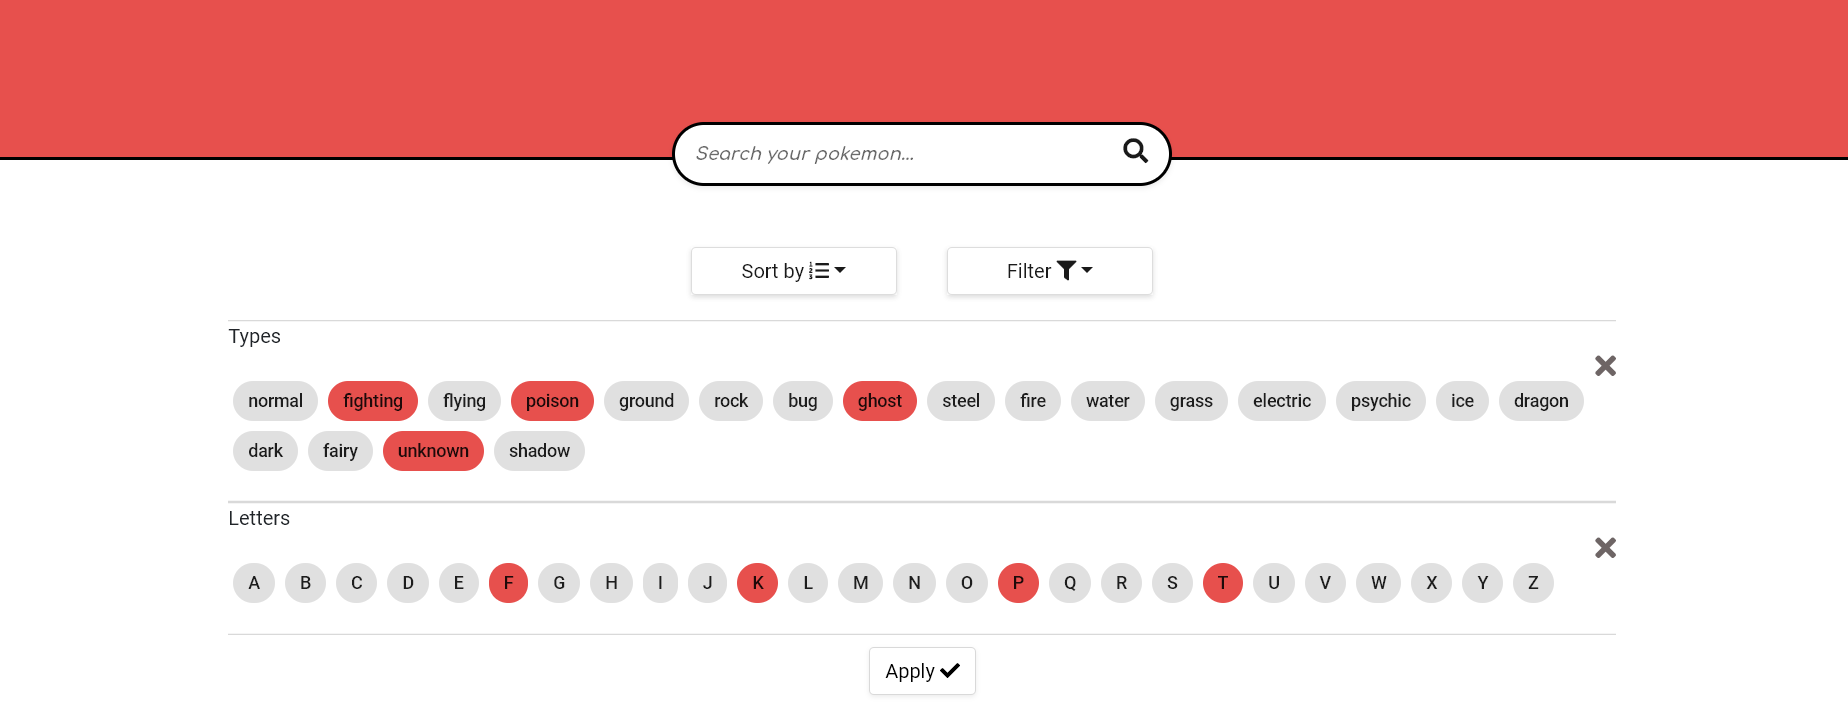 Search your pokemon...
Sort by
Filter
Types
normal fighting flying poison ground rock bug ghost steel fire water grass electric psychic ice dragon
dark fairy unknown shadow
Letters
A B C D E F G H I J K L M N O P Q R S T U V W X Y Z
Apply